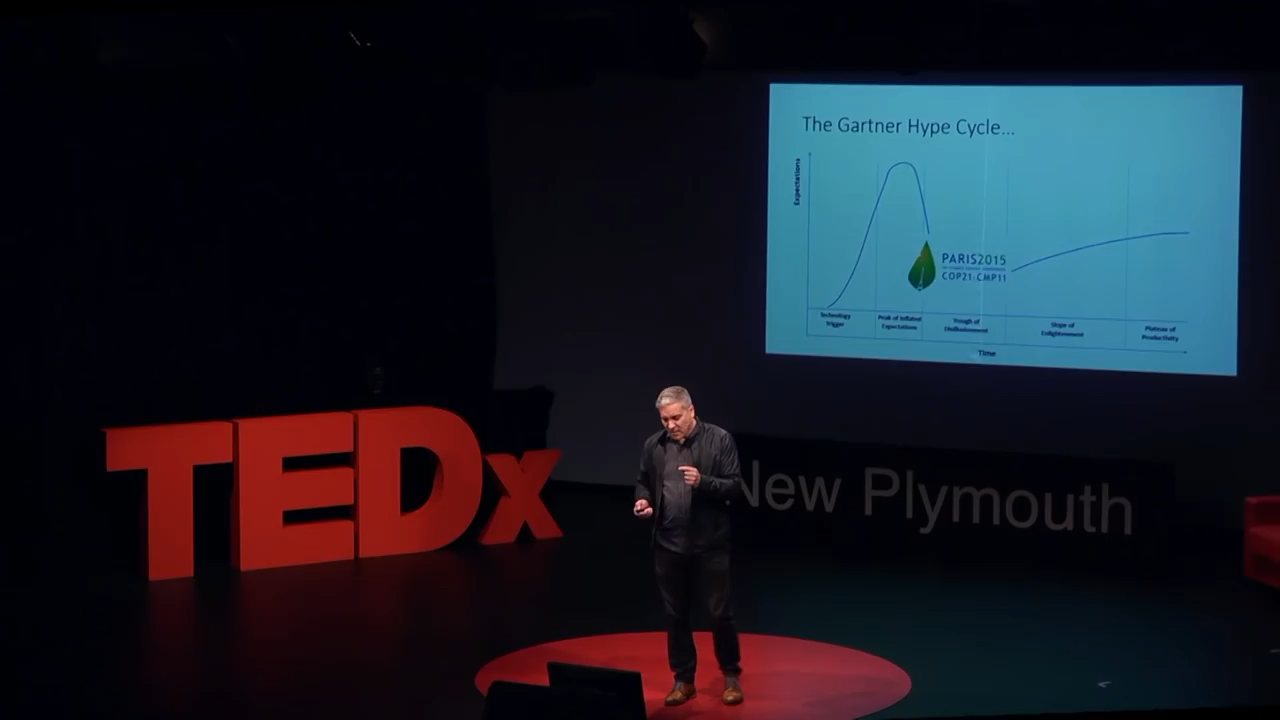 The Gartner Hype Cycle...
Expectations
PARIS2015
COP21·CMP11
Technology
Trigger
Peak of Inflated
Expectations
Trough of
Disillusionment
Slope of
Enlightenment
Plateau of
Productivity
Time
TEDx
New Plymouth